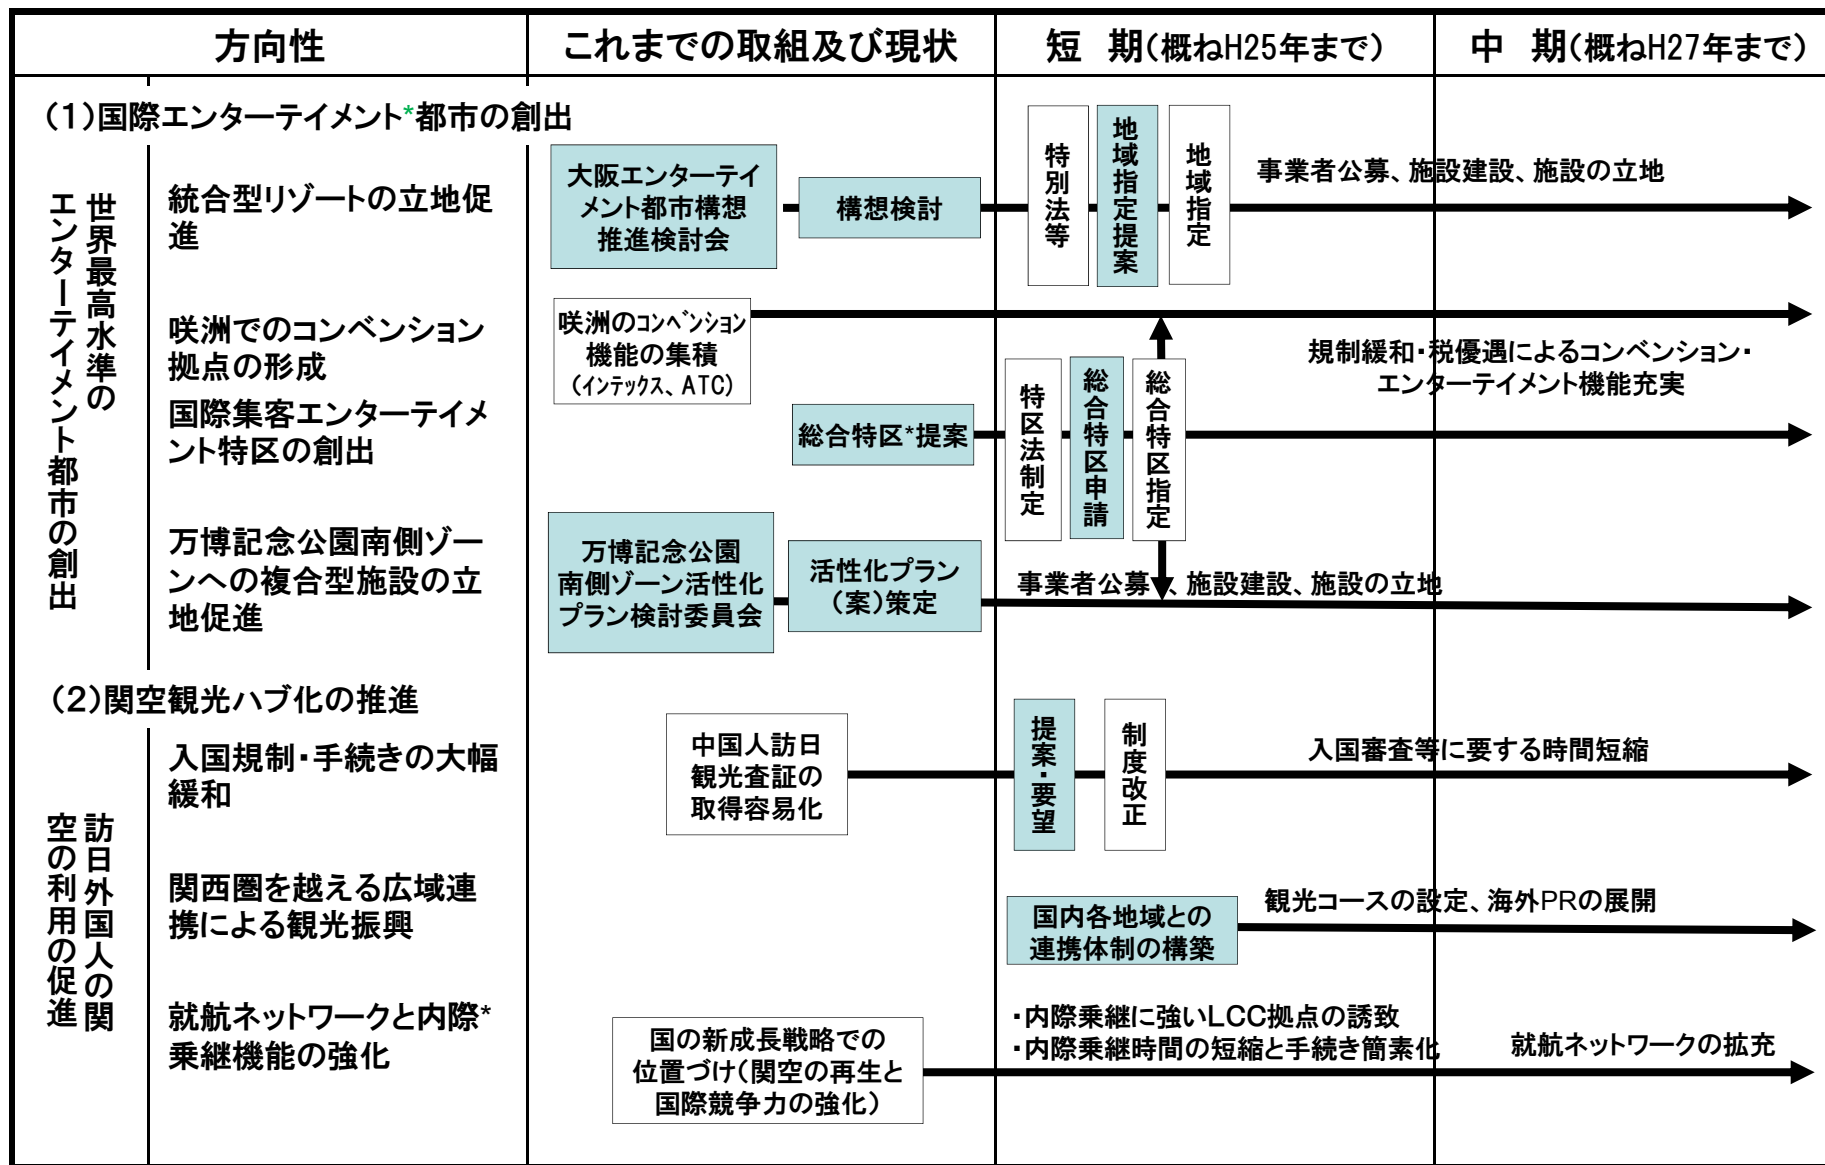 方向性
これまでの取組及び現状
短　期(概ねH25年まで)
中　期(概ねH27年まで)
(1)国際エンターテイメント*都市の創出
世界最高水準の
エンターテイメント都市の創出
統合型リゾートの立地促
進
大阪エンターテイ
メント都市構想
推進検討会
構想検討
特別法等
地域指定提案
地域指定
事業者公募、施設建設、施設の立地
咲洲でのコンベンション
拠点の形成
咲洲のコンベンション
機能の集積
(インテックス、ATC)
規制緩和・税優遇によるコンベンション・
エンターテイメント機能充実
国際集客エンターテイメ
ント特区の創出
総合特区*提案
特区法制定
総合特区申請
総合特区指定
万博記念公園南側ゾー
ンへの複合型施設の立
地促進
万博記念公園
南側ゾーン活性化
プラン検討委員会
活性化プラン
(案)策定
事業者公募、施設建設、施設の立地
(2)関空観光ハブ化の推進
訪日外国人の関
空の利用の促進
入国規制・手続きの大幅
緩和
中国人訪日
観光査証の
取得容易化
提案・要望
制度改正
入国審査等に要する時間短縮
関西圏を越える広域連
携による観光振興
国内各地域との
連携体制の構築
観光コースの設定、海外PRの展開
就航ネットワークと内際*
乗継機能の強化
国の新成長戦略での
位置づけ(関空の再生と
国際競争力の強化)
・内際乗継に強いLCC拠点の誘致
・内際乗継時間の短縮と手続き簡素化
就航ネットワークの拡充